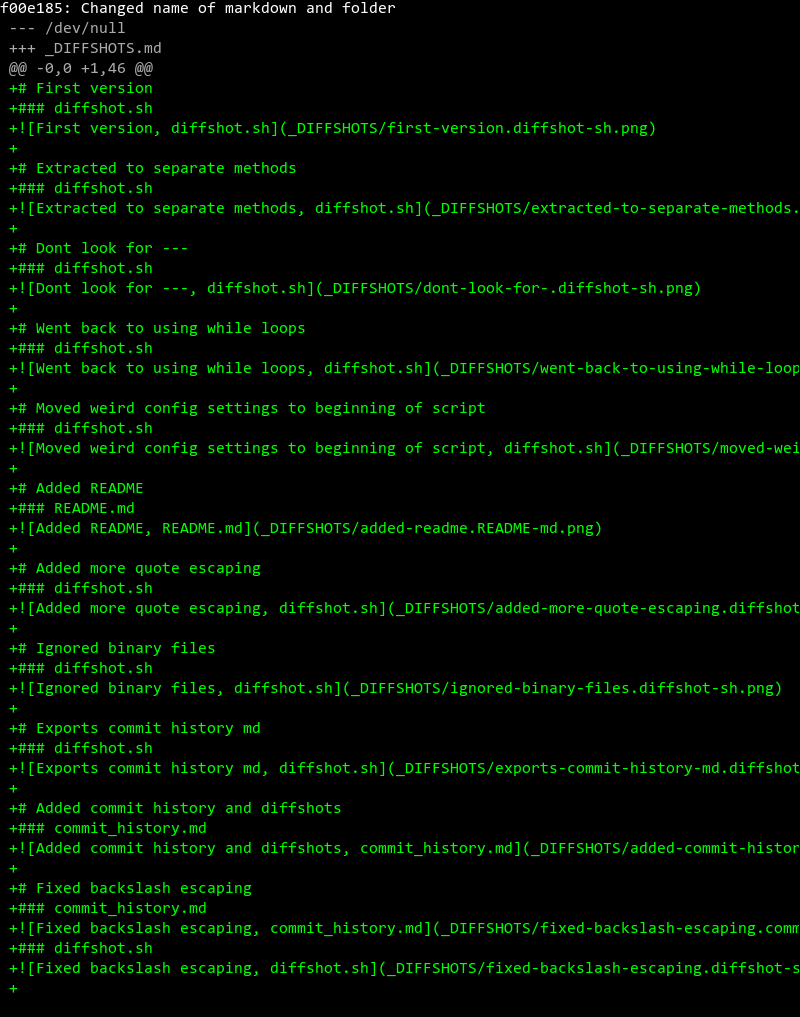 f00e185: Changed name of markdown and folder
--- /dev/null
+++ _DIFFSHOTS.md
@@ -0,0 +1,46 @@
+# First version
+### diffshot.sh
+![First version, diffshot.sh](_DIFFSHOTS/first-version.diffshot-sh.png)
+
+# Extracted to separate methods
+### diffshot.sh
+![Extracted to separate methods, diffshot.sh](_DIFFSHOTS/extracted-to-separate-methods.
+
+# Dont look for ---
+### diffshot.sh
+![Dont look for ---, diffshot.sh](_DIFFSHOTS/dont-look-for-.diffshot-sh.png)
+
+# Went back to using while loops
+### diffshot.sh
+![Went back to using while loops, diffshot.sh](_DIFFSHOTS/went-back-to-using-while-loop
+
+# Moved weird config settings to beginning of script
+### diffshot.sh
+![Moved weird config settings to beginning of script, diffshot.sh](_DIFFSHOTS/moved-wei
+
+# Added README
+### README.md
+![Added README, README.md](_DIFFSHOTS/added-readme.README-md.png)
+
+# Added more quote escaping
+### diffshot.sh
+![Added more quote escaping, diffshot.sh](_DIFFSHOTS/added-more-quote-escaping.diffshot
+
+# Ignored binary files
+### diffshot.sh
+![Ignored binary files, diffshot.sh](_DIFFSHOTS/ignored-binary-files.diffshot-sh.png)
+
+# Exports commit history md
+### diffshot.sh
+![Exports commit history md, diffshot.sh](_DIFFSHOTS/exports-commit-history-md.diffshot
+
+# Added commit history and diffshots
+### commit_history.md
+![Added commit history and diffshots, commit_history.md](_DIFFSHOTS/added-commit-histor
+
+# Fixed backslash escaping
+### commit_history.md
+![Fixed backslash escaping, commit_history.md](_DIFFSHOTS/fixed-backslash-escaping.comm
+### diffshot.sh
+![Fixed backslash escaping, diffshot.sh](_DIFFSHOTS/fixed-backslash-escaping.diffshot-s
+